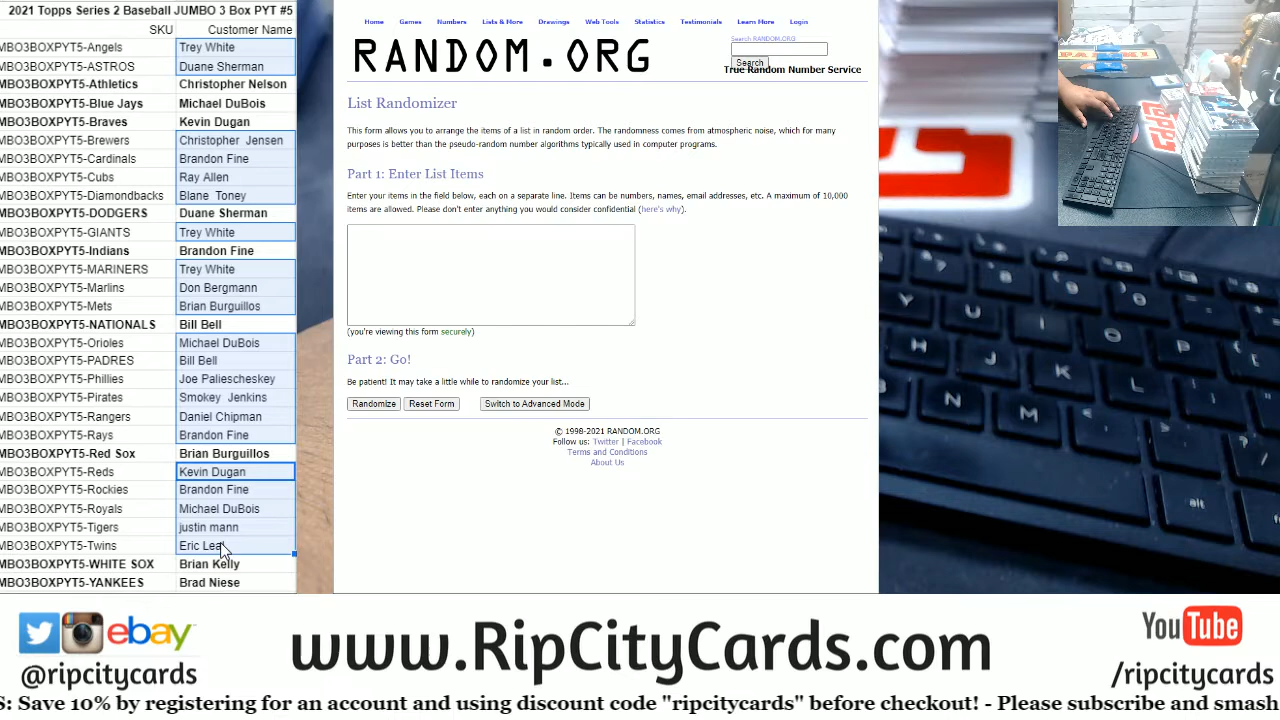 2021 Topps Series 2 Baseball JUMBO 3 Box PYT #5
SKU Customer Name
MBO3BOXPYT5-Angels Trey White
MBO3BOXPYT5-ASTROS Duane Sherman
MBO3BOXPYT5-Athletics Christopher Nelson
MBO3BOXPYT5-Blue Jays Michael DuBois
MBO3BOXPYT5-Braves Kevin Dugan
MBO3BOXPYT5-Brewers Christopher Jensen
MBO3BOXPYT5-Cardinals Brandon Fine
MBO3BOXPYT5-Cubs Ray Allen
MBO3BOXPYT5-Diamondbacks Blane Toney
MBO3BOXPYT5-DODGERS Duane Sherman
MBO3BOXPYT5-GIANTS Trey White
MBO3BOXPYT5-Indians Brandon Fine
MBO3BOXPYT5-MARINERS Trey White
MBO3BOXPYT5-Marlins Don Bergmann
MBO3BOXPYT5-Mets Brian Burguillos
MBO3BOXPYT5-NATIONALS Bill Bell
MBO3BOXPYT5-Orioles Michael DuBois
MBO3BOXPYT5-PADRES Bill Bell
MBO3BOXPYT5-Phillies Joe Paliescheskey
MBO3BOXPYT5-Pirates Smokey Jenkins
MBO3BOXPYT5-Rangers Daniel Chipman
MBO3BOXPYT5-Rays Brandon Fine
MBO3BOXPYT5-Red Sox Brian Burguillos
MBO3BOXPYT5-Reds Kevin Dugan
MBO3BOXPYT5-Rockies Brandon Fine
MBO3BOXPYT5-Royals Michael DuBois
MBO3BOXPYT5-Tigers justin mann
MBO3BOXPYT5-Twins Eric Leal
MBO3BOXPYT5-WHITE SOX Brian Kelly
MBO3BOXPYT5-YANKEES Brad Niese
Home Games Numbers Lists & More Drawings Web Tools Statistics Testimonials Learn More Login
RANDOM.ORG
Search RANDOM.ORG
Search
True Random Number Service
List Randomizer
This form allows you to arrange the items of a list in random order. The randomness comes from atmospheric noise, which for many
purposes is better than the pseudo-random number algorithms typically used in computer programs.
Part 1: Enter List Items
Enter your items in the field below, each on a separate line. Items can be numbers, names, email addresses, etc. A maximum of 10,000
items are allowed. Please don't enter anything you would consider confidential (here's why).
(you're viewing this form securely)
Part 2: Go!
Be patient! It may take a little while to randomize your list...
Randomize Reset Form Switch to Advanced Mode
© 1998-2021 RANDOM.ORG
Follow us: Twitter | Facebook
Terms and Conditions
About Us
topps
Y U I O P
H J K L
N M
alt
ctrl
ebay
@ripcitycards
www.RipCityCards.com
YouTube
/ripcitycards
S: Save 10% by registering for an account and using discount code "ripcitycards" before checkout! - Please subscribe and smash